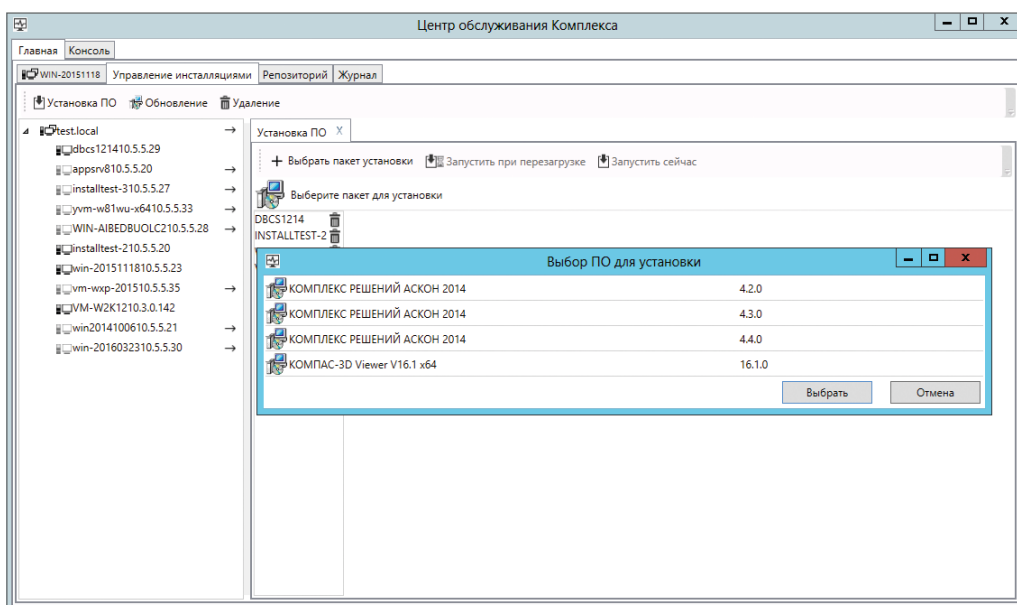 Центр обслуживания Комплекса
Главная Консоль
WIN-20151118 Управление инсталляциями Репозиторий Журнал
Установка ПО Обновление Удаление
test.local
dbcs121410.5.5.29
appsrv810.5.5.20
installtest-310.5.5.27
yvm-w81wu-x6410.5.5.33
WIN-AIBEDBUOLC210.5.5.28
installtest-210.5.5.20
win-2015111810.5.5.23
vm-wxp-201510.5.5.35
VM-W2K1210.3.0.142
win2014100610.5.5.21
win-2016032310.5.5.30
Установка ПО X
Выбрать пакет установки Запустить при перезагрузке Запустить сейчас
Выберите пакет для установки
DBCS1214
INSTALLTEST-2
Выбор ПО для установки
КОМПЛЕКС РЕШЕНИЙ АСКОН 2014 4.2.0
КОМПЛЕКС РЕШЕНИЙ АСКОН 2014 4.3.0
КОМПЛЕКС РЕШЕНИЙ АСКОН 2014 4.4.0
КОМПАС-3D Viewer V16.1 x64 16.1.0
Выбрать Отмена